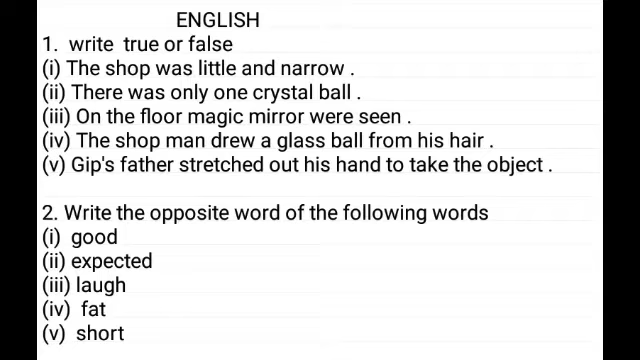 ENGLISH
1. write true or false
(i) The shop was little and narrow .
(ii) There was only one crystal ball .
(iii) On the floor magic mirror were seen .
(iv) The shop man drew a glass ball from his hair .
(v) Gip's father stretched out his hand to take the object .
2. Write the opposite word of the following words
(i) good
(ii) expected
(iii) laugh
(iv) fat
(v) short